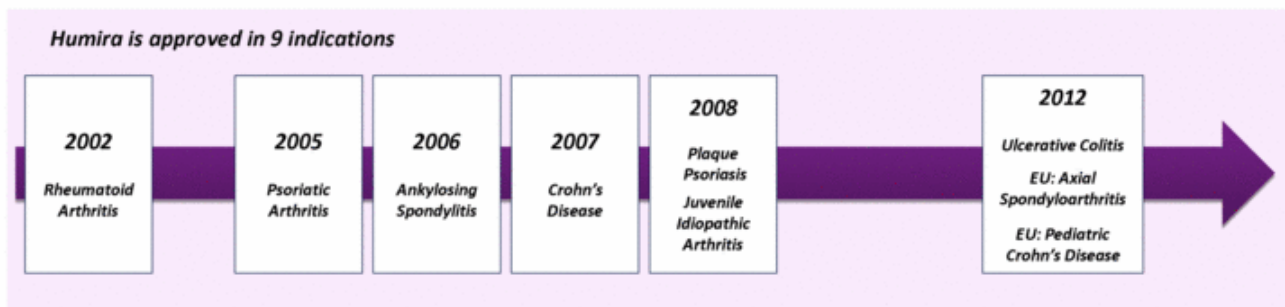 Humira is approved in 9 indications
2002
Rheumatoid
Arthritis
2005
Psoriatic
Arthritis
2006
Ankylosing
Spondylitis
2007
Crohn's
Disease
2008
Plaque
Psoriasis
Juvenile
Idiopathic
Arthritis
2012
Ulcerative Colitis
EU: Axial
Spondyloarthritis
EU: Pediatric
Crohn's Disease